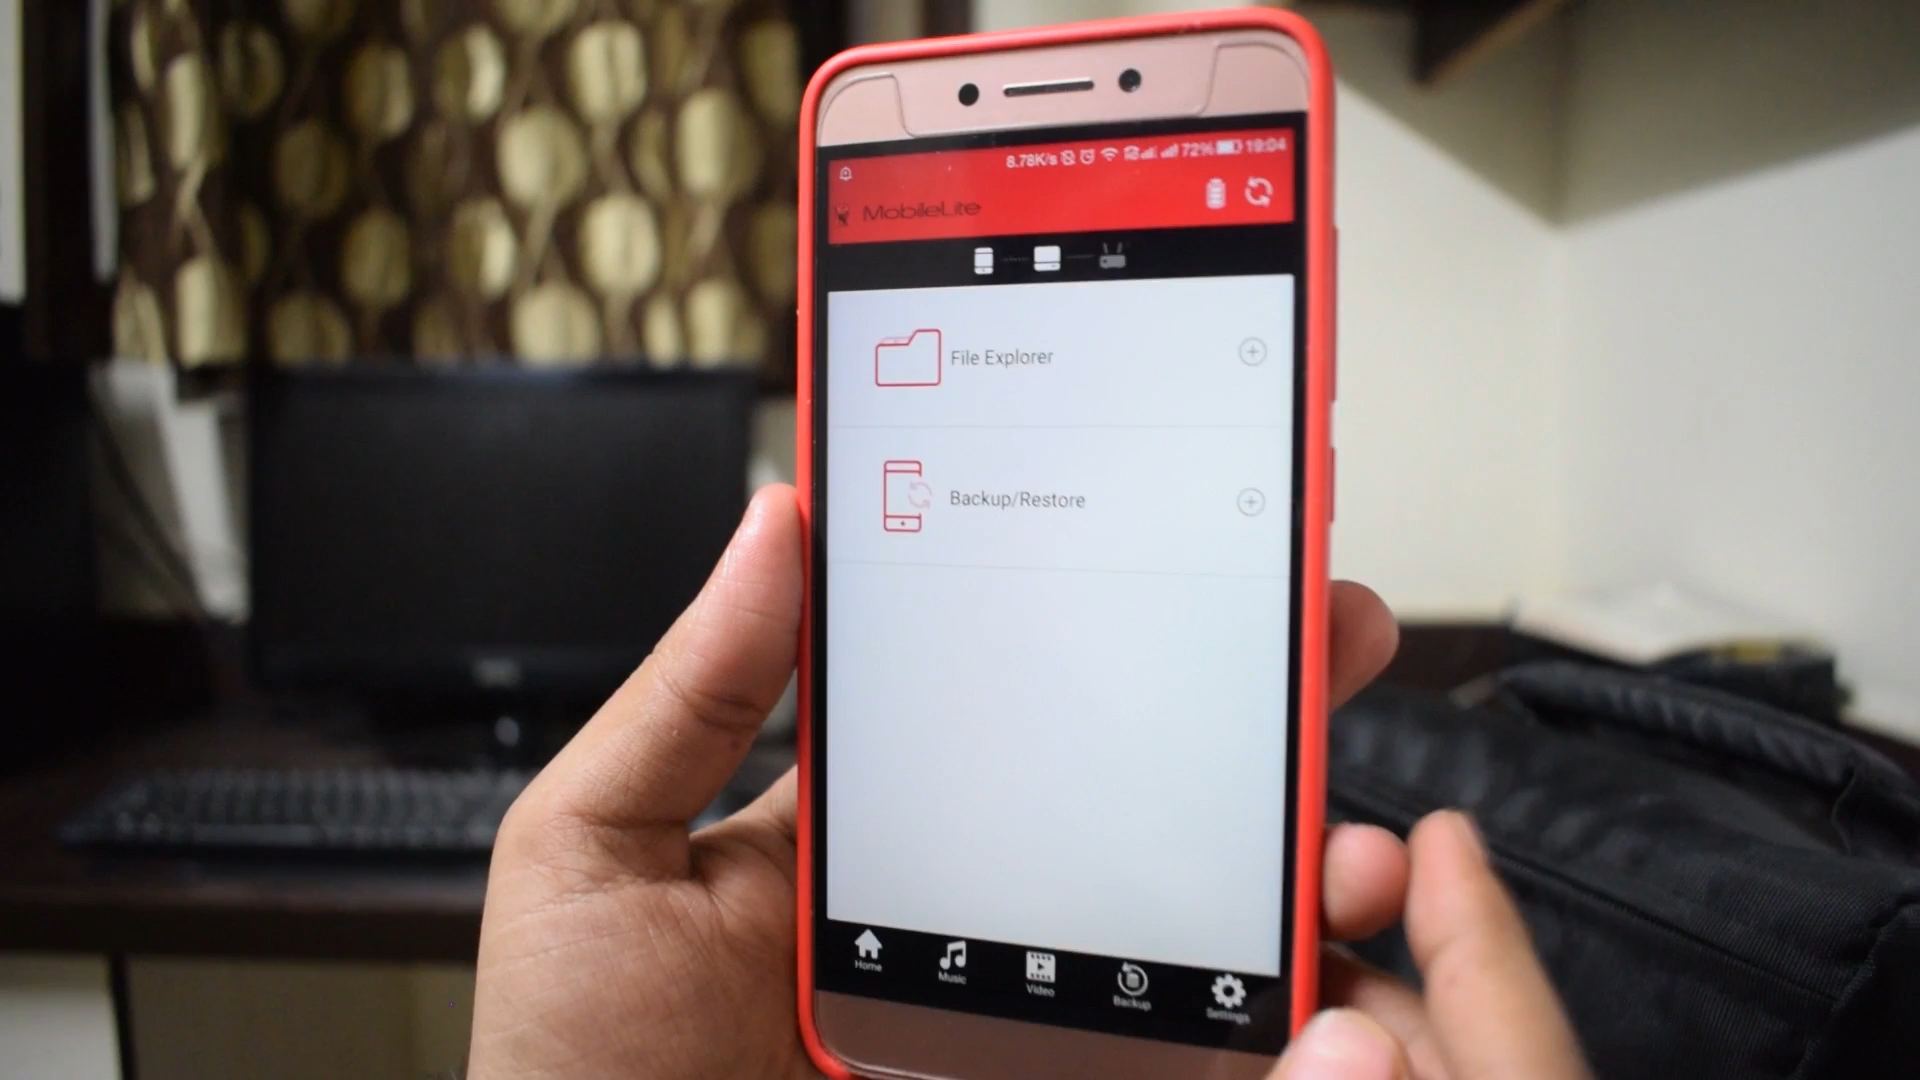 8.78K/s 72% 19:04
MobileLite
File Explorer
Backup/Restore
Home Music Video Backup Settings